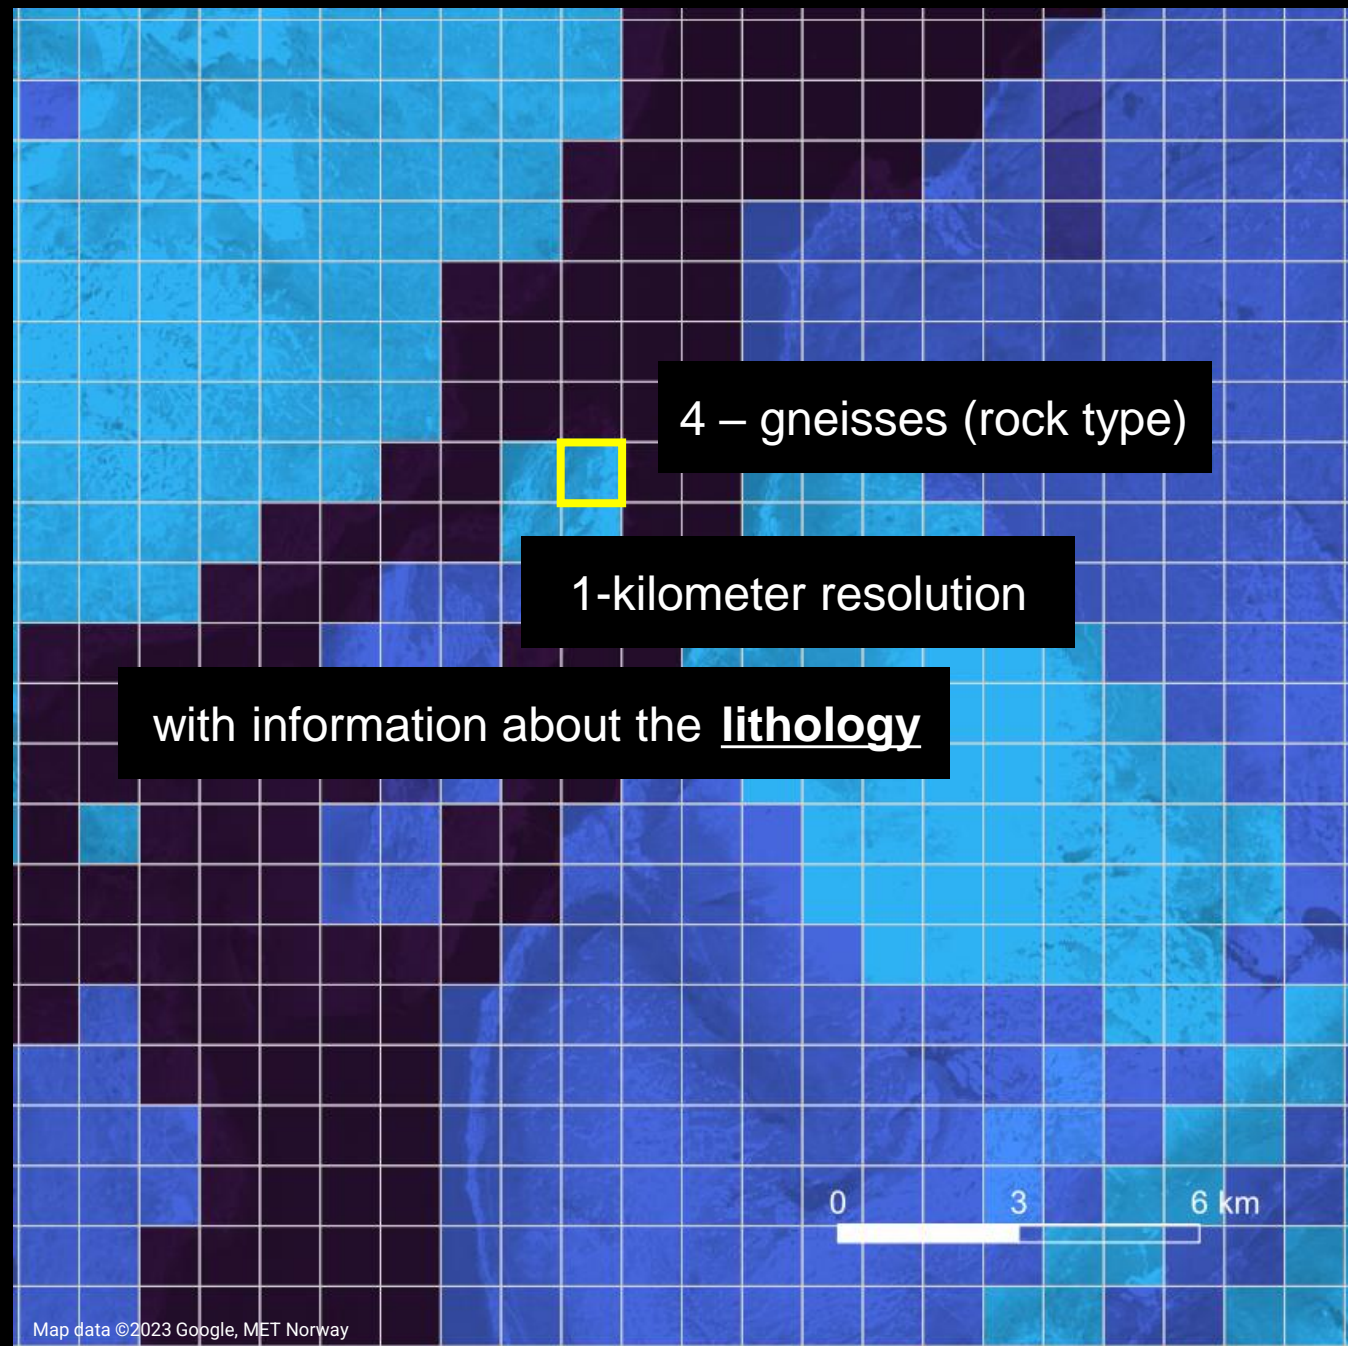 4 – gneisses (rock type)
1-kilometer resolution
with information about the lithology
0 3 6 km
Map data ©2023 Google, MET Norway